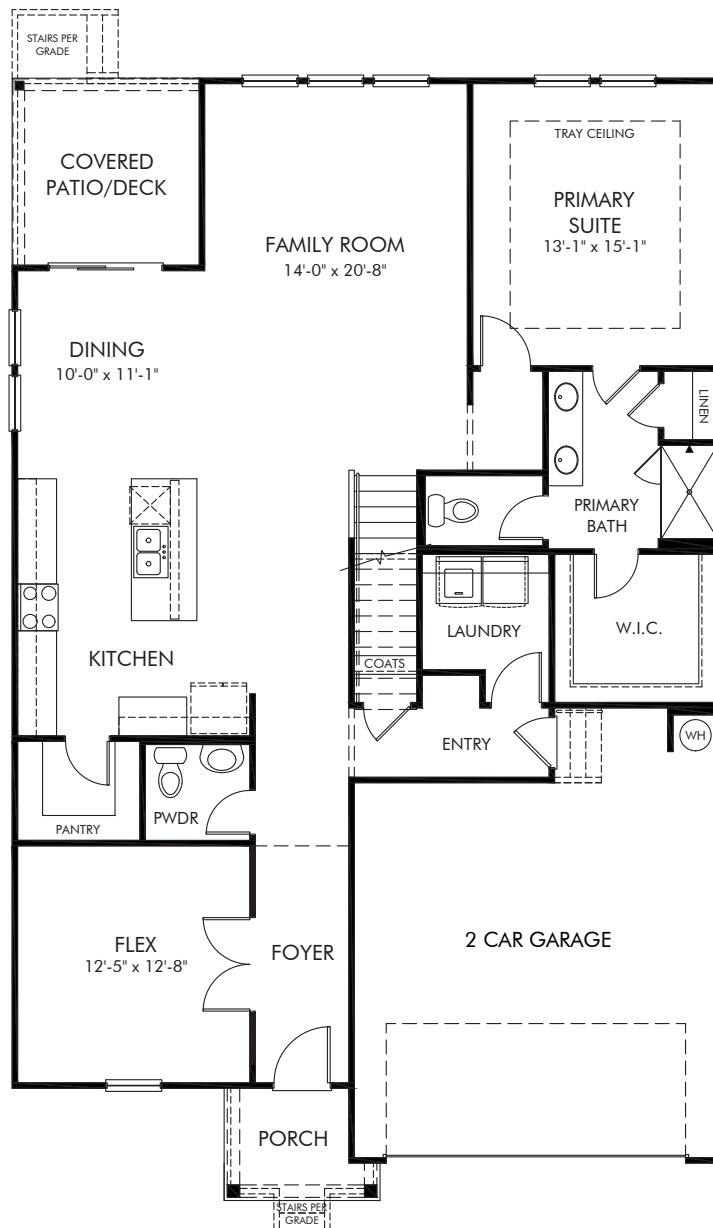 STAIRS PER
GRADE
COVERED
PATIO/DECK
TRAY CEILING
PRIMARY
SUITE
13'-1" x 15'-1"
FAMILY ROOM
14'-0" x 20'-8"
DINING
10'-0" x 11'-1"
LINEN
PRIMARY
BATH
LAUNDRY
W.I.C.
KITCHEN
COATS
ENTRY
WH
PANTRY
PWDR
FLEX
12'-5" x 12'-8"
FOYER
2 CAR GARAGE
PORCH
STAIRS PER
GRADE